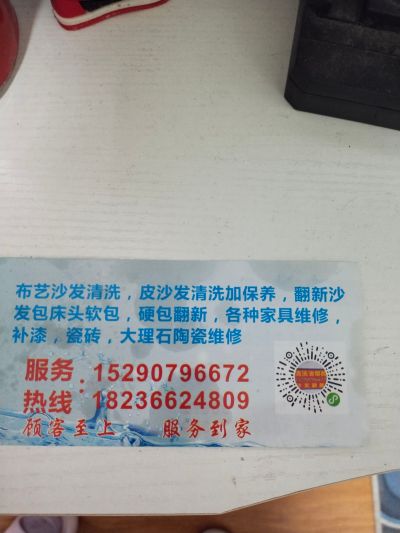 布艺沙发清洗，皮沙发清洗加保养，翻新沙
发包床头软包，硬包翻新，各种家具维修，
补漆，瓷砖，大理石陶瓷维修
服务：15290796672
热线：18236624809
顾客至上 服务到家